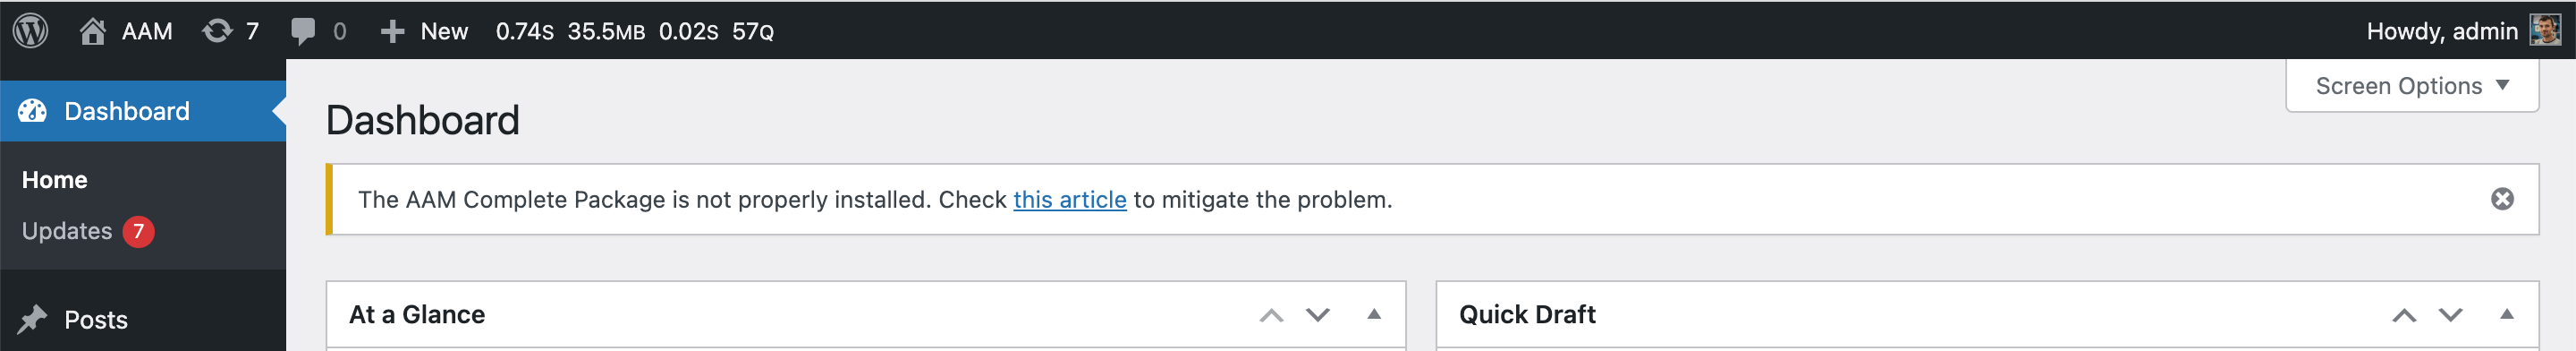 AAM 7 0 New 0.74S 35.5MB 0.02S 57Q Howdy, admin
Dashboard
Home
Updates 7
Posts
Screen Options
Dashboard
The AAM Complete Package is not properly installed. Check this article to mitigate the problem.
At a Glance
Quick Draft